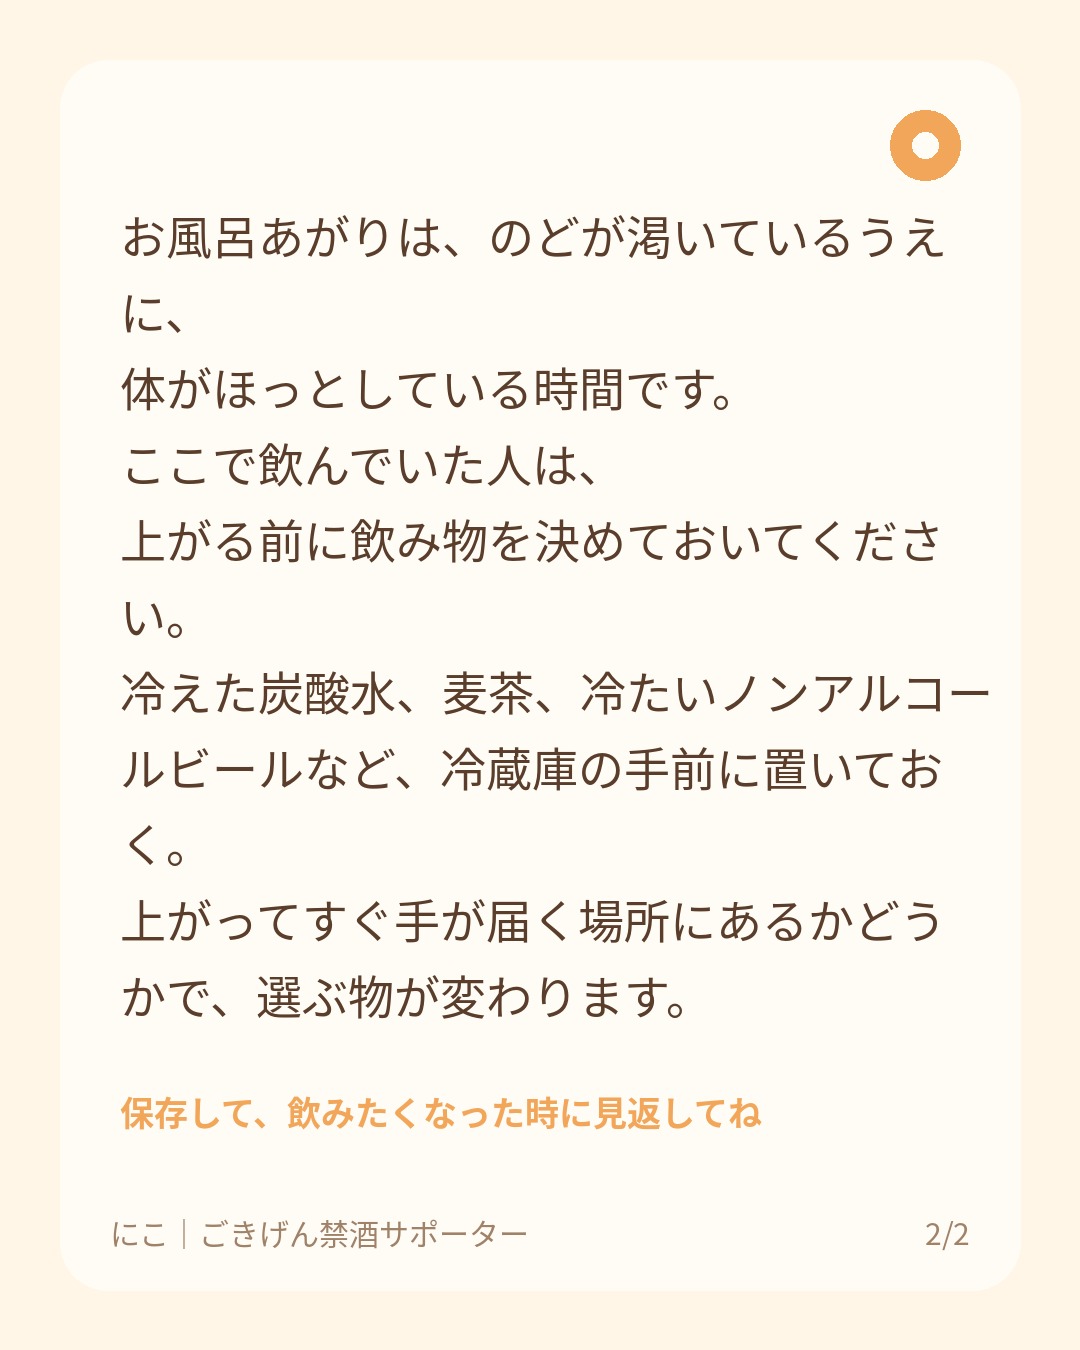 お風呂あがりは、のどが渇いているうえ
に、
体がほっとしている時間です。
ここで飲んでいた人は、
上がる前に飲み物を決めておいてくださ
い。
冷えた炭酸水、麦茶、冷たいノンアルコー
ルビールなど、冷蔵庫の手前に置いてお
く。
上がってすぐ手が届く場所にあるかどう
かで、選ぶ物が変わります。
保存して、飲みたくなった時に見返してね
にこ｜ごきげん禁酒サポーター
2/2